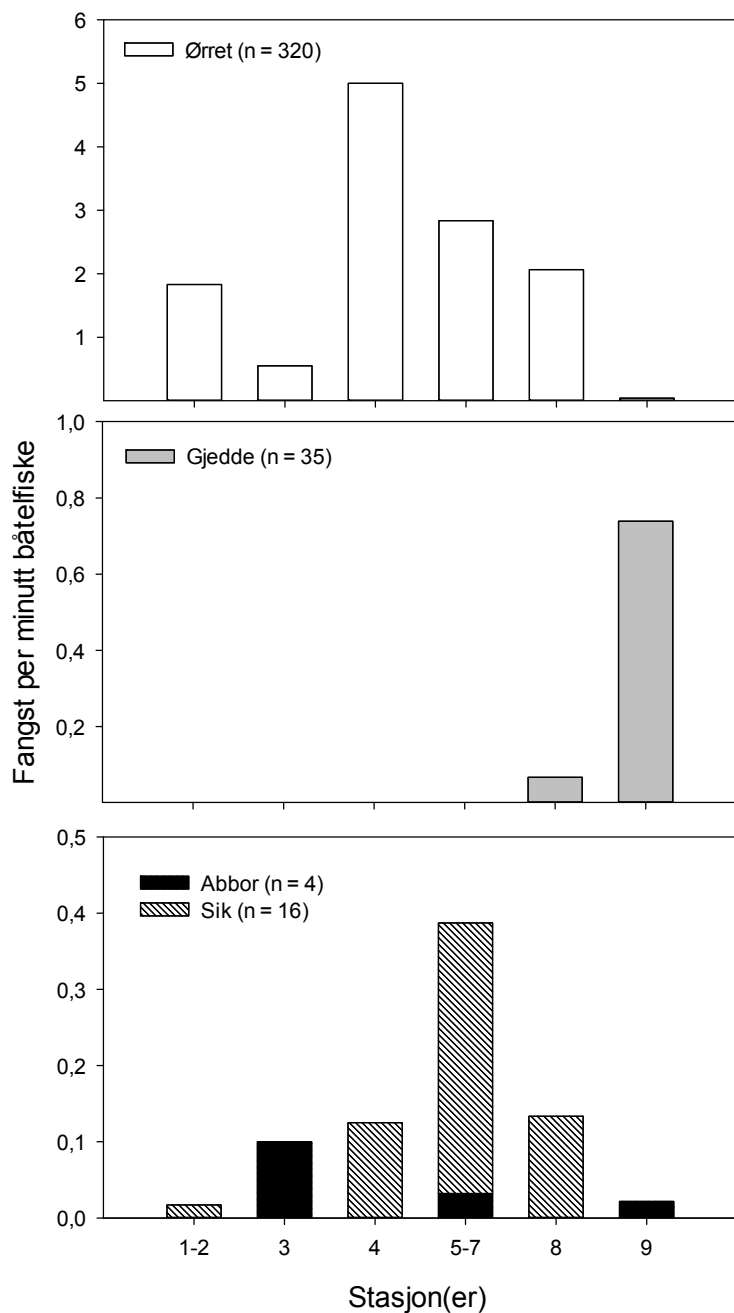 Fangst per minutt båtelfiske
6
5
4
3
2
1
Ørret (n = 320)
1,0
0,8
0,6
0,4
0,2
Gjedde (n = 35)
0,5
0,4
0,3
0,2
0,1
0,0
Abbor (n = 4)
Sik (n = 16)
1-2 3 4 5-7 8 9
Stasjon(er)